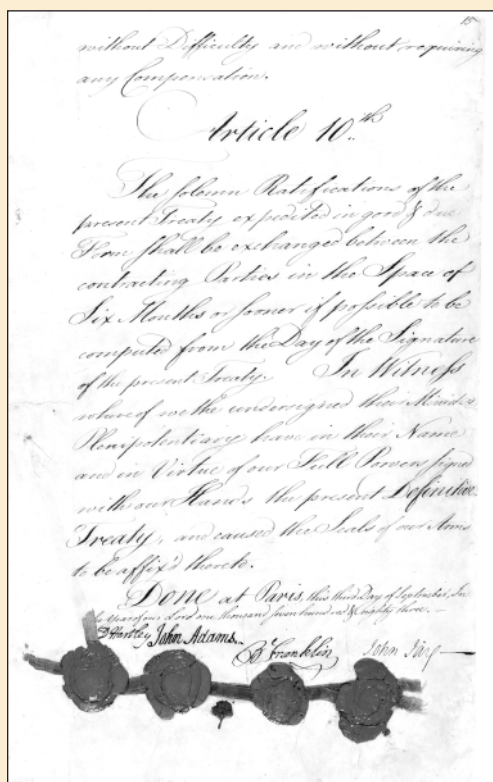 15
without Difficulty and without requiring
any Compensation.
Article 10th
The solemn Ratifications of the
present Treaty expedited in good & due
Form shall be exchanged between the
contracting Parties in the Space of
Six Months or sooner if possible to be
computed from the Day of the Signature
of the present Treaty. In Witness
whereof we the undersigned their Ministers
Plenipotentiary have in their Name
and in Virtue of our Full Powers signed
with our Hands the present Definitive
Treaty, and caused the Seals of our Arms
to be affix'd thereto.
Done at Paris, this third Day of September, In
the Year of our Lord one thousand seven hundred & eighty three.
D Hartley John Adams B Franklin John Jay